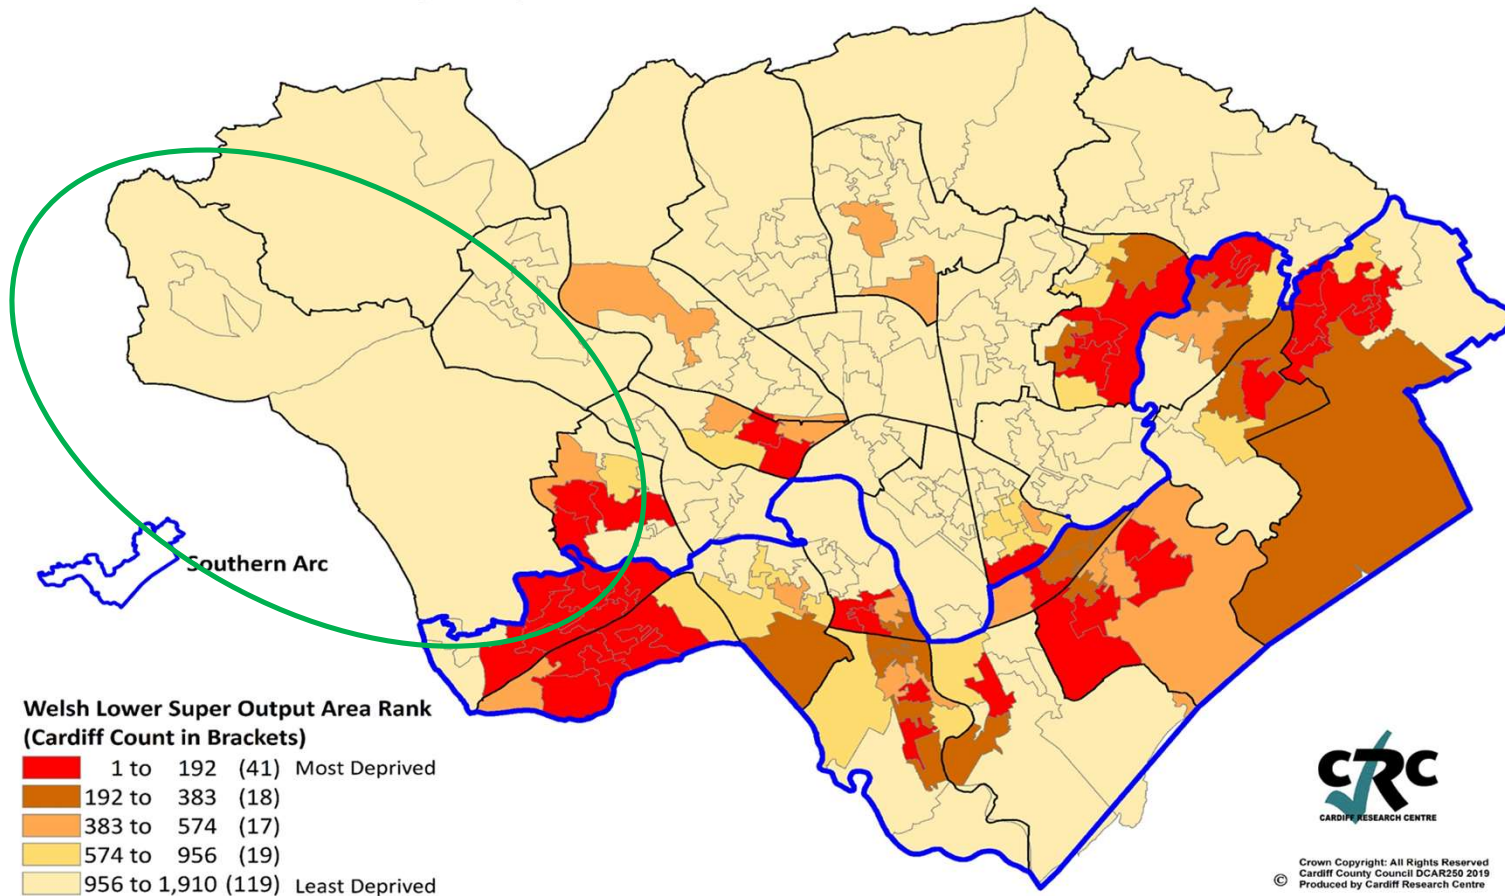 Southern Arc
Welsh Lower Super Output Area Rank
(Cardiff Count in Brackets)
1 to 192 (41) Most Deprived
192 to 383 (18)
383 to 574 (17)
574 to 956 (19)
956 to 1,910 (119) Least Deprived
CRC
CARDIFF RESEARCH CENTRE
Crown Copyright: All Rights Reserved
Cardiff County Council DCAR250 2019
© Produced by Cardiff Research Centre